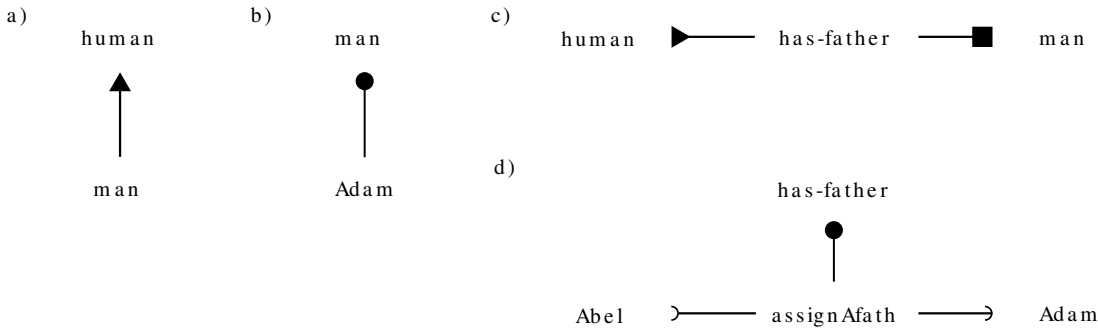 a)
human
man
b)
man
Adam
c)
human has-father man
d)
has-father
Abel assignAfath Adam